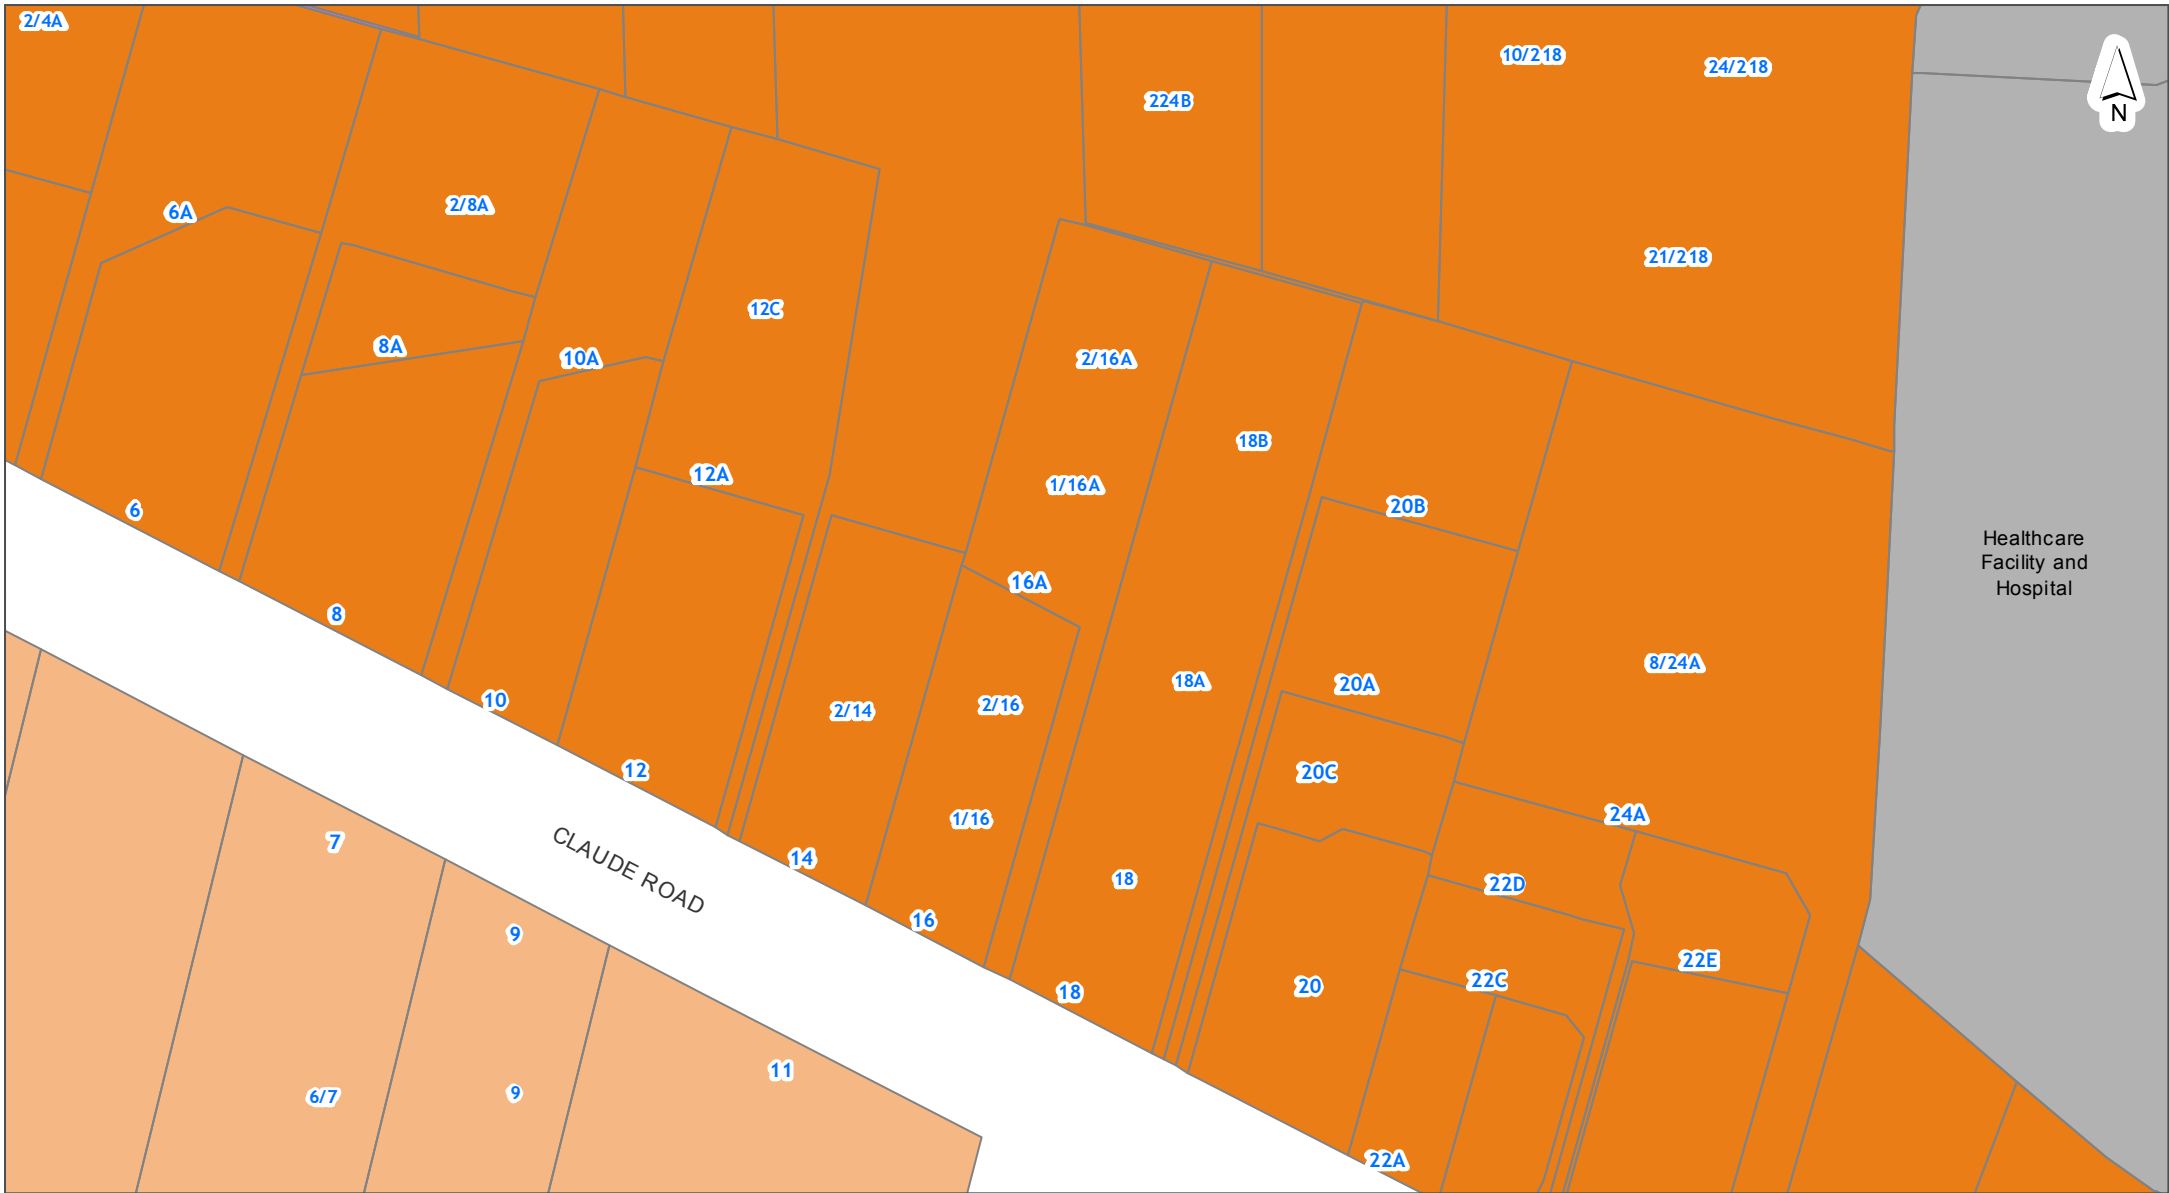 2/4A
10/218
24/218
224B
N
6A
2/8A
21/218
12C
8A
10A
2/16A
18B
12A
1/16A
20B
6
Healthcare
Facility and
Hospital
16A
8
8/24A
18A
20A
10
2/14
2/16
12
20C
24A
1/16
7
CLAUDE ROAD
14
18
22D
16
9
22E
22C
20
18
11
9
6/7
22A